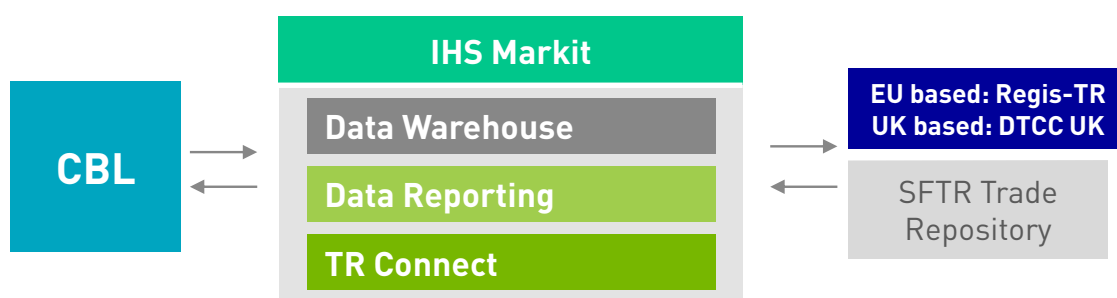 CBL
IHS Markit
Data Warehouse
Data Reporting
TR Connect
EU based: Regis-TR
UK based: DTCC UK
SFTR Trade
Repository